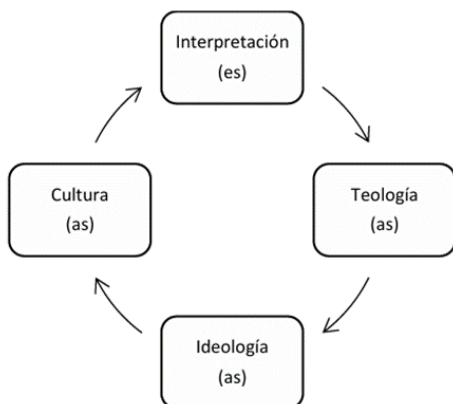 Interpretación
(es)
Cultura
(as)
Teología
(as)
Ideología
(as)